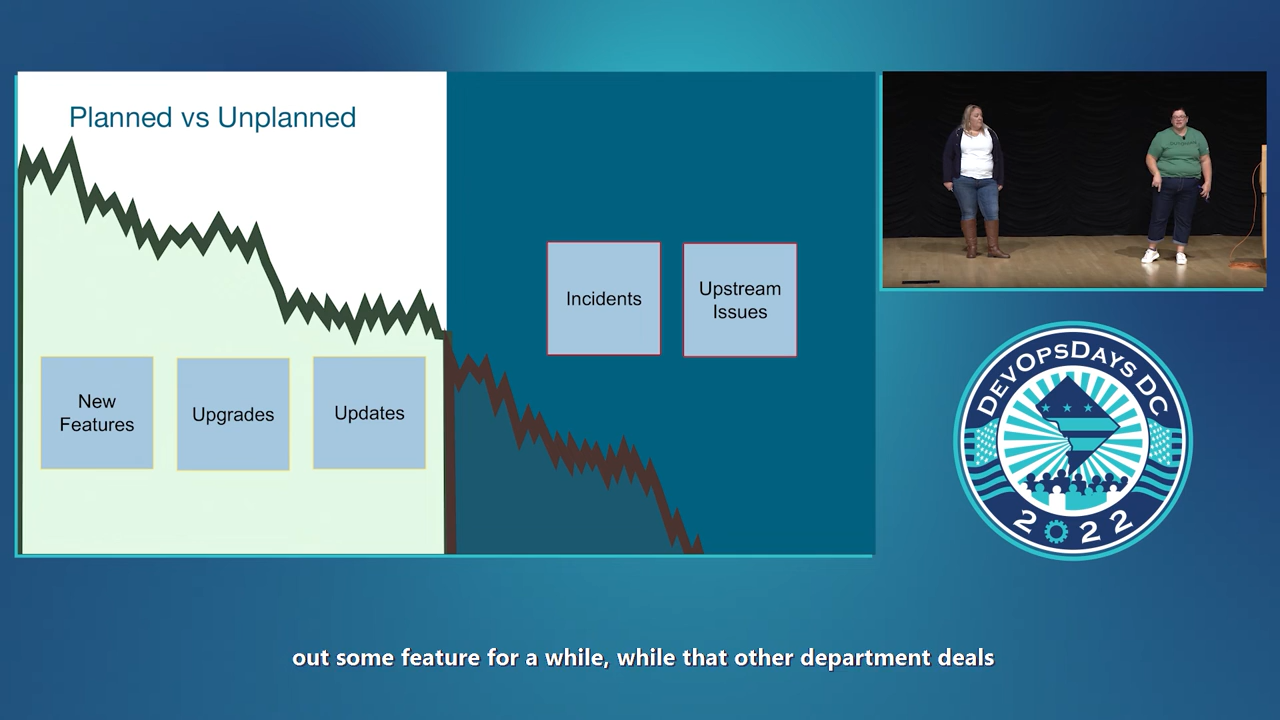 Planned vs Unplanned
New
Features
Upgrades
Updates
Incidents
Upstream
Issues
DEVOPSDAYS DC
2022
out some feature for a while, while that other department deals